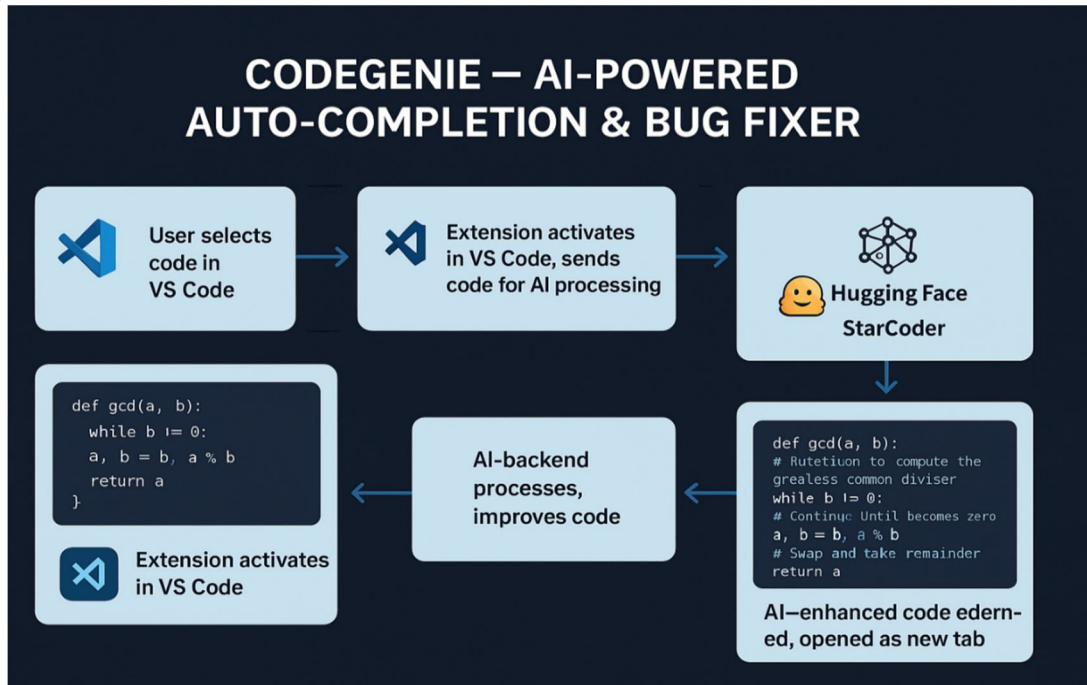 CODEGENIE — AI-POWERED
AUTO-COMPLETION & BUG FIXER
User selects
code in
VS Code
Extension activates
in VS Code, sends
code for AI processing
Hugging Face
StarCoder
def gcd(a, b):
# Rutetiuon to compute the
grealess common diviser
while b != 0:
# Continue Until becomes zero
a, b = b, a % b
# Swap and take remainder
return a
AI—enhanced code edern-
ed, opened as new tab
AI-backend
processes,
improves code
def gcd(a, b):
while b != 0:
a, b = b, a % b
return a
}
Extension activates
in VS Code